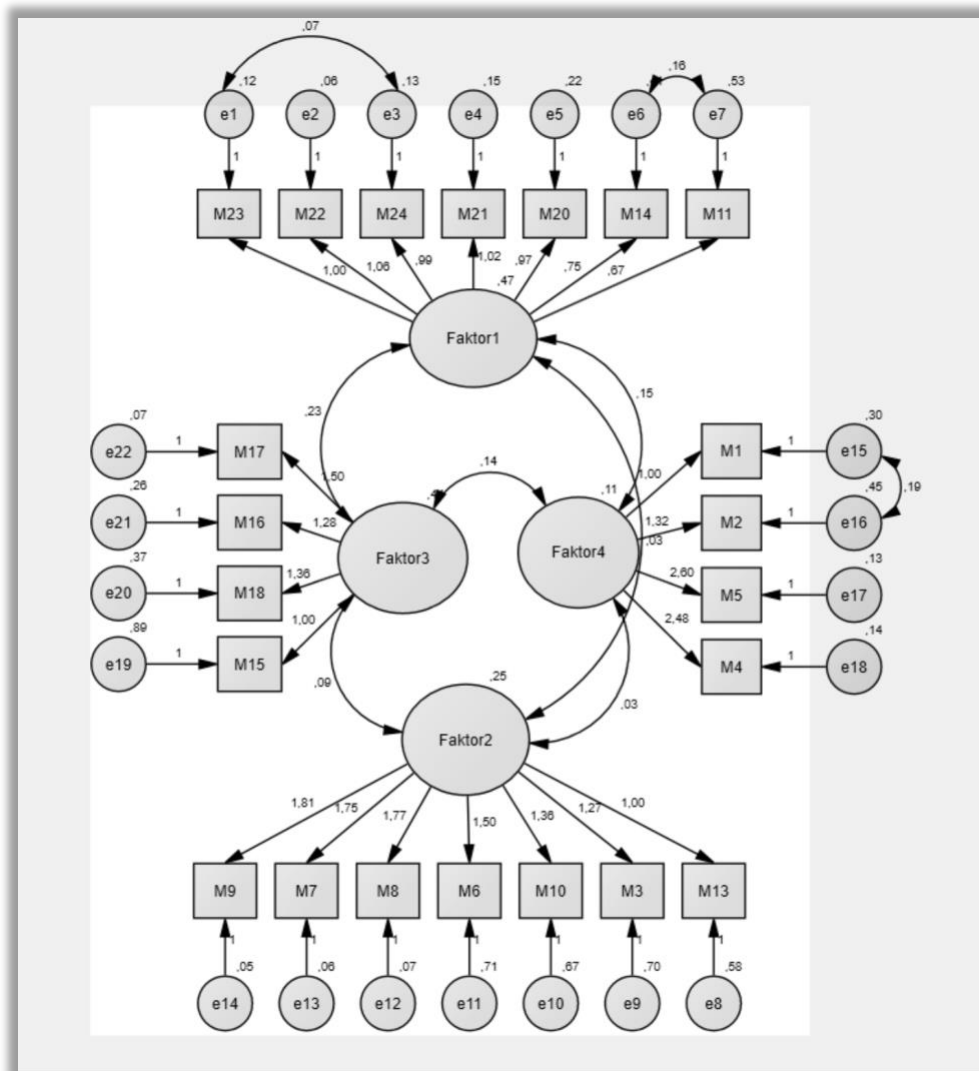 ,07
,12 ,06 ,13 ,15 ,22 ,16 ,53
e1 e2 e3 e4 e5 e6 e7
1 1 1 1 1 1 1
M23 M22 M24 M21 M20 M14 M11
1,00 1,06 ,99 1,02 ,97 ,75 ,67
,47
Faktor1
,23 ,15
,07 ,30
e22 1 M17 M1 1 e15
,14
,50 1,00
,26 ,11 ,45 ,19
e21 1 M16 1,28 1,32 M2 1 e16
,03
Faktor3 Faktor4
,37 ,13
e20 1 M18 1,36 2,60 M5 1 e17
,89 1,00 2,48 ,14
e19 1 M15 M4 1 e18
,09 ,25 ,03
Faktor2
1,81 1,75 1,77 1,50 1,36 1,27 1,00
M9 M7 M8 M6 M10 M3 M13
1 1 1 1 1 1 1
,05 ,06 ,07 ,71 ,67 ,70 ,58
e14 e13 e12 e11 e10 e9 e8